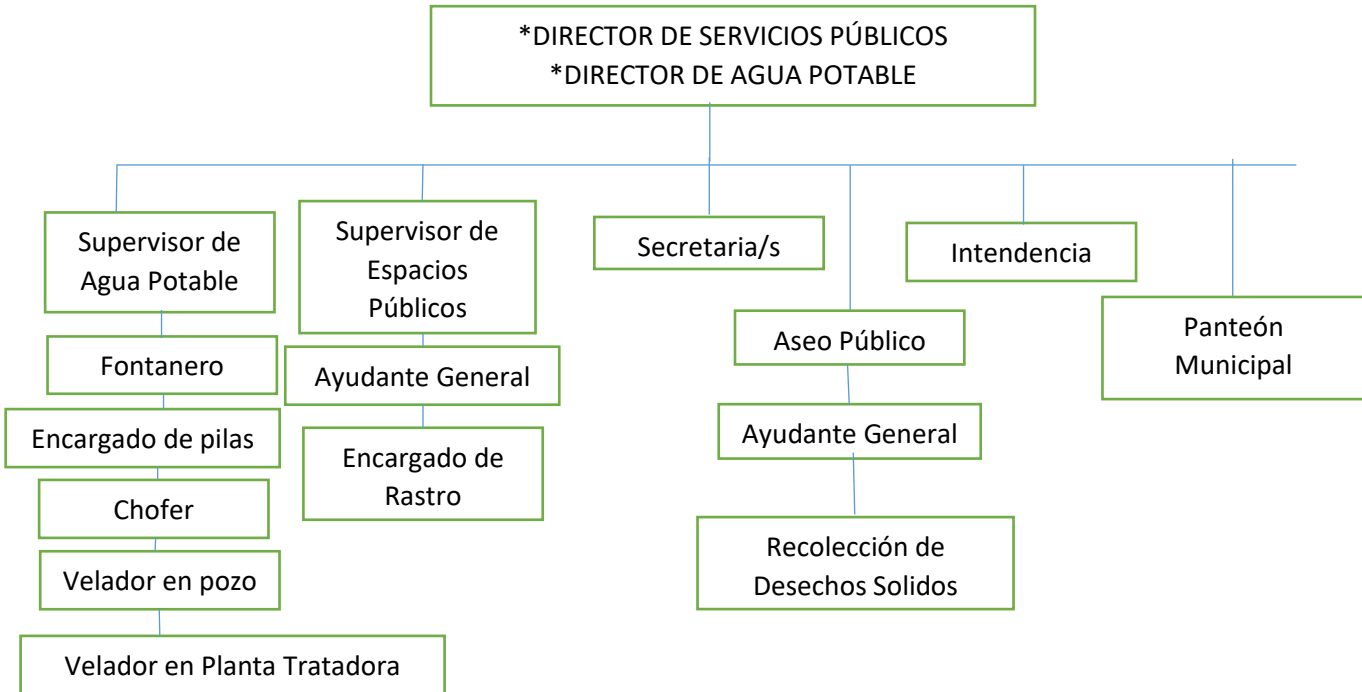 *DIRECTOR DE SERVICIOS PÚBLICOS
*DIRECTOR DE AGUA POTABLE
Supervisor de
Agua Potable
Fontanero
Encargado de pilas
Chofer
Velador en pozo
Velador en Planta Tratadora
Supervisor de
Espacios
Públicos
Ayudante General
Encargado de
Rastro
Secretaria/s
Aseo Público
Ayudante General
Recolección de
Desechos Solidos
Intendencia
Panteón
Municipal